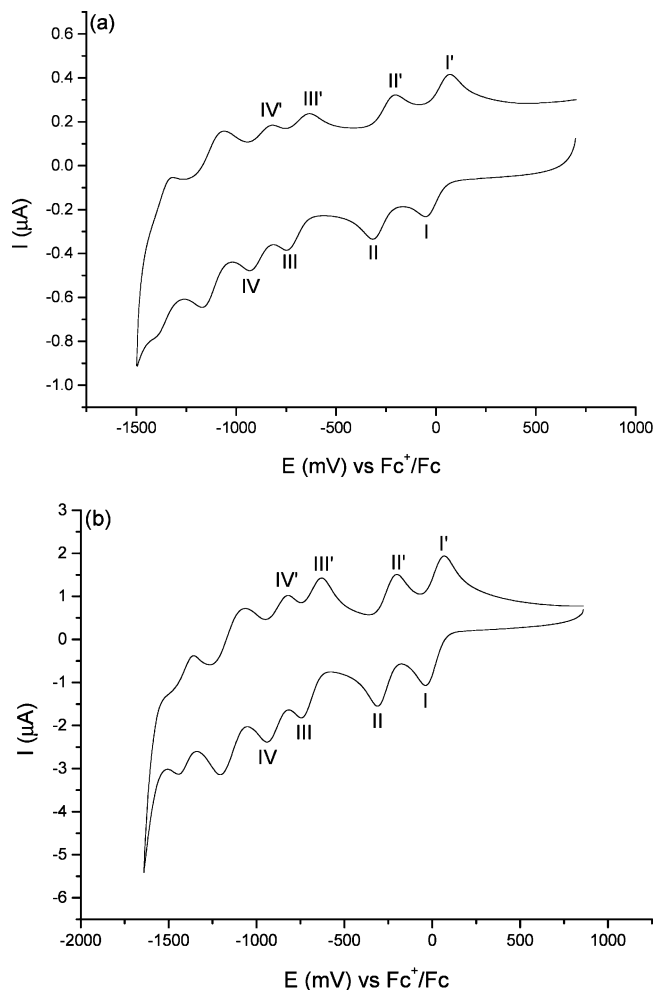 (a)
0.6
0.4
0.2
0.0
-0.2
-0.4
-0.6
-0.8
-1.0
I (μA)
I'
II'
III'
IV'
I
II
III
IV
-1500 -1000 -500 0 500 1000
E (mV) vs Fc⁺/Fc
(b)
3
2
1
0
-1
-2
-3
-4
-5
-6
I (μA)
I'
II'
III'
IV'
I
II
III
IV
-2000 -1500 -1000 -500 0 500 1000
E (mV) vs Fc⁺/Fc